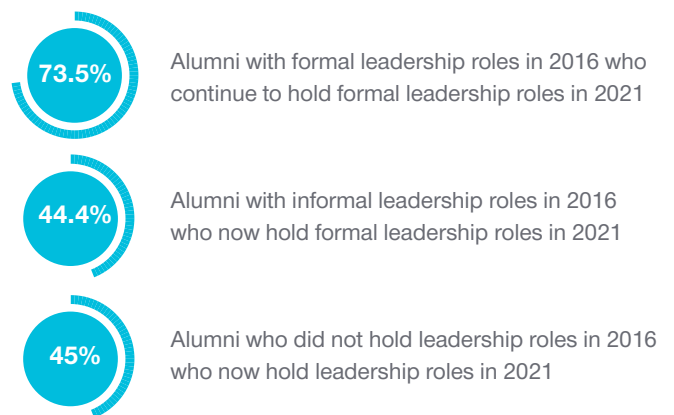 73.5%
Alumni with formal leadership roles in 2016 who
continue to hold formal leadership roles in 2021
44.4%
Alumni with informal leadership roles in 2016
who now hold formal leadership roles in 2021
45%
Alumni who did not hold leadership roles in 2016
who now hold leadership roles in 2021